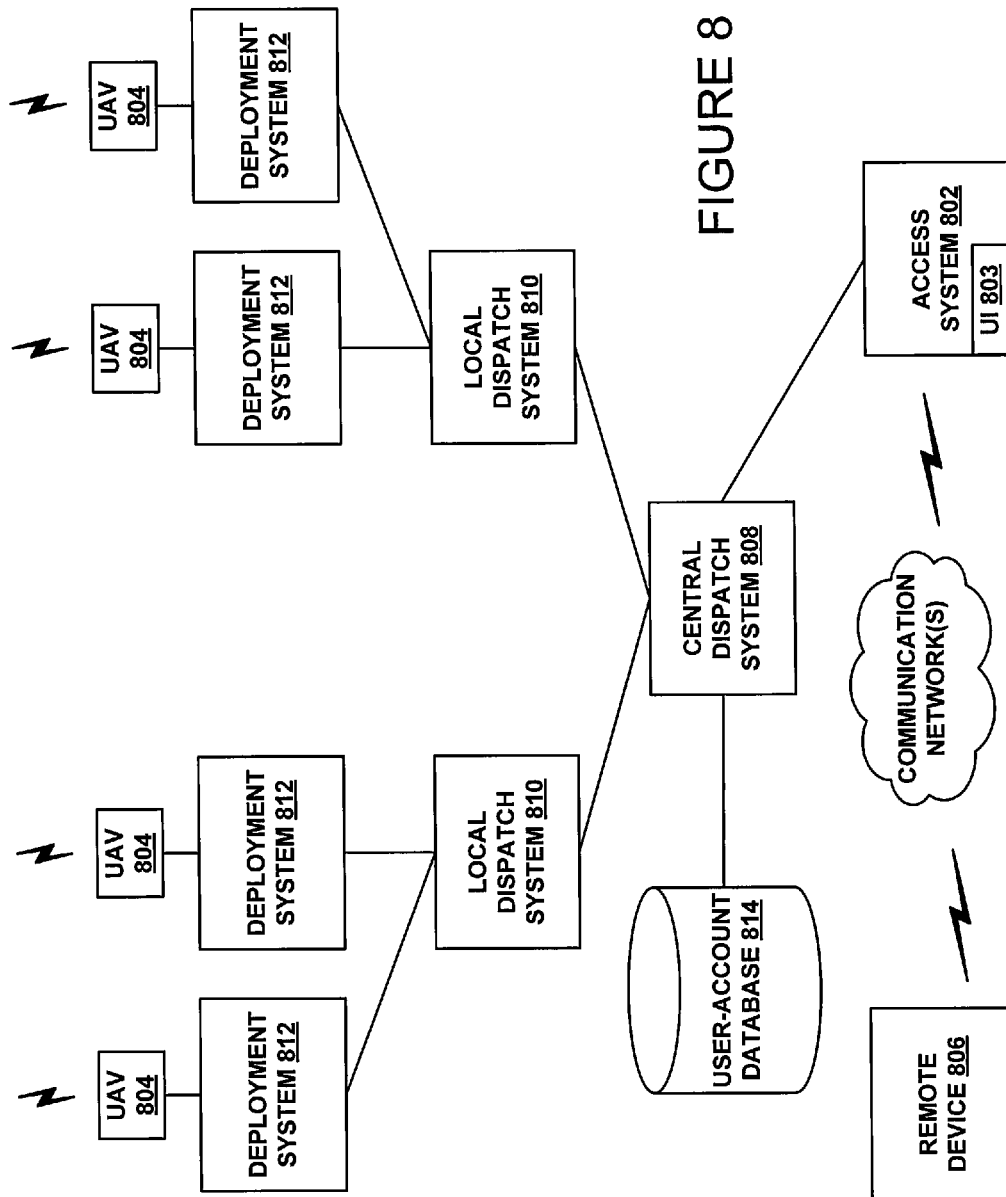 REMOTE
DEVICE 806
COMMUNICATION
NETWORK(S)
ACCESS
SYSTEM 802
UI 803
USER-ACCOUNT
DATABASE 814
CENTRAL
DISPATCH
SYSTEM 808
LOCAL
DISPATCH
SYSTEM 810
LOCAL
DISPATCH
SYSTEM 810
DEPLOYMENT
SYSTEM 812
DEPLOYMENT
SYSTEM 812
DEPLOYMENT
SYSTEM 812
DEPLOYMENT
SYSTEM 812
UAV
804
UAV
804
UAV
804
UAV
804
FIGURE 8